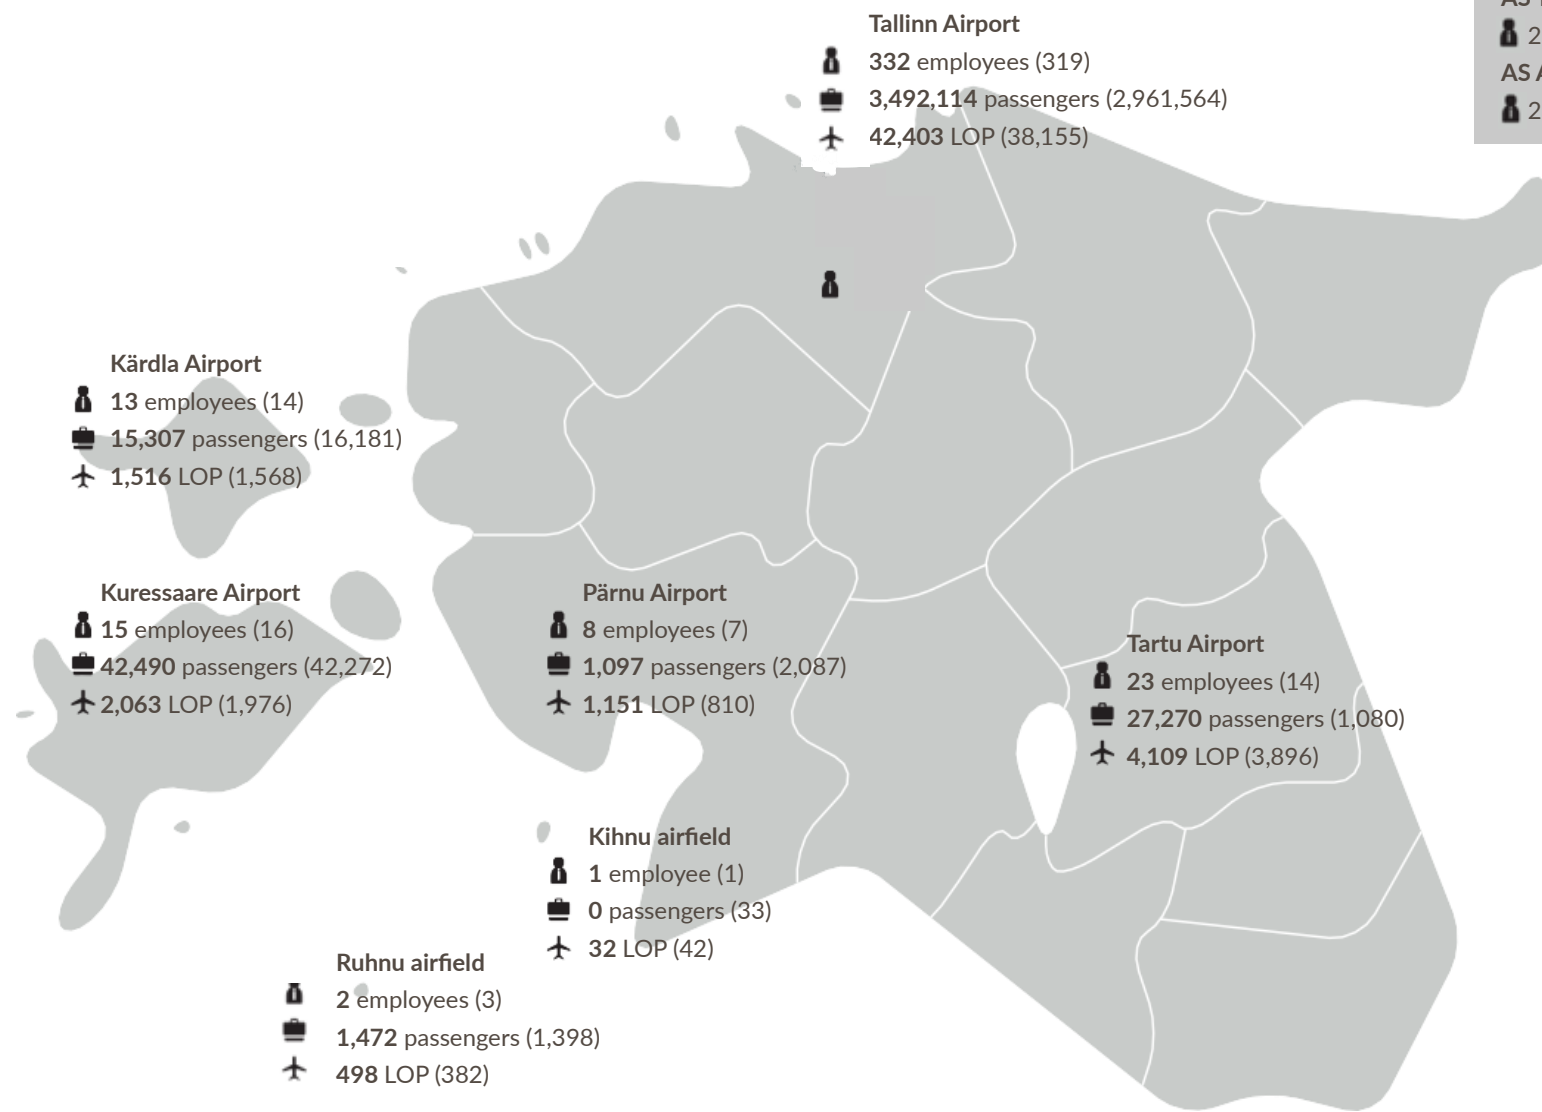 Tallinn Airport
332 employees (319)
3,492,114 passengers (2,961,564)
42,403 LOP (38,155)
AS
2
AS A
2
Kärdla Airport
13 employees (14)
15,307 passengers (16,181)
1,516 LOP (1,568)
Kuressaare Airport
15 employees (16)
42,490 passengers (42,272)
2,063 LOP (1,976)
Pärnu Airport
8 employees (7)
1,097 passengers (2,087)
1,151 LOP (810)
Tartu Airport
23 employees (14)
27,270 passengers (1,080)
4,109 LOP (3,896)
Kihnu airfield
1 employee (1)
0 passengers (33)
32 LOP (42)
Ruhnu airfield
2 employees (3)
1,472 passengers (1,398)
498 LOP (382)